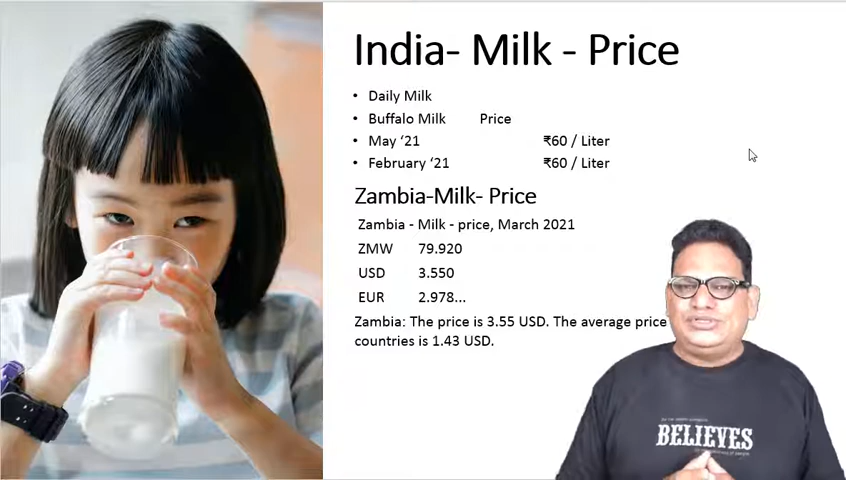 India- Milk - Price
• Daily Milk
• Buffalo Milk Price
• May ‘21 ₹60 / Liter
• February ‘21 ₹60 / Liter
Zambia-Milk- Price
Zambia - Milk - price, March 2021
ZMW 79.920
USD 3.550
EUR 2.978...
Zambia: The price is 3.55 USD. The average price
countries is 1.43 USD.
BELIEVES